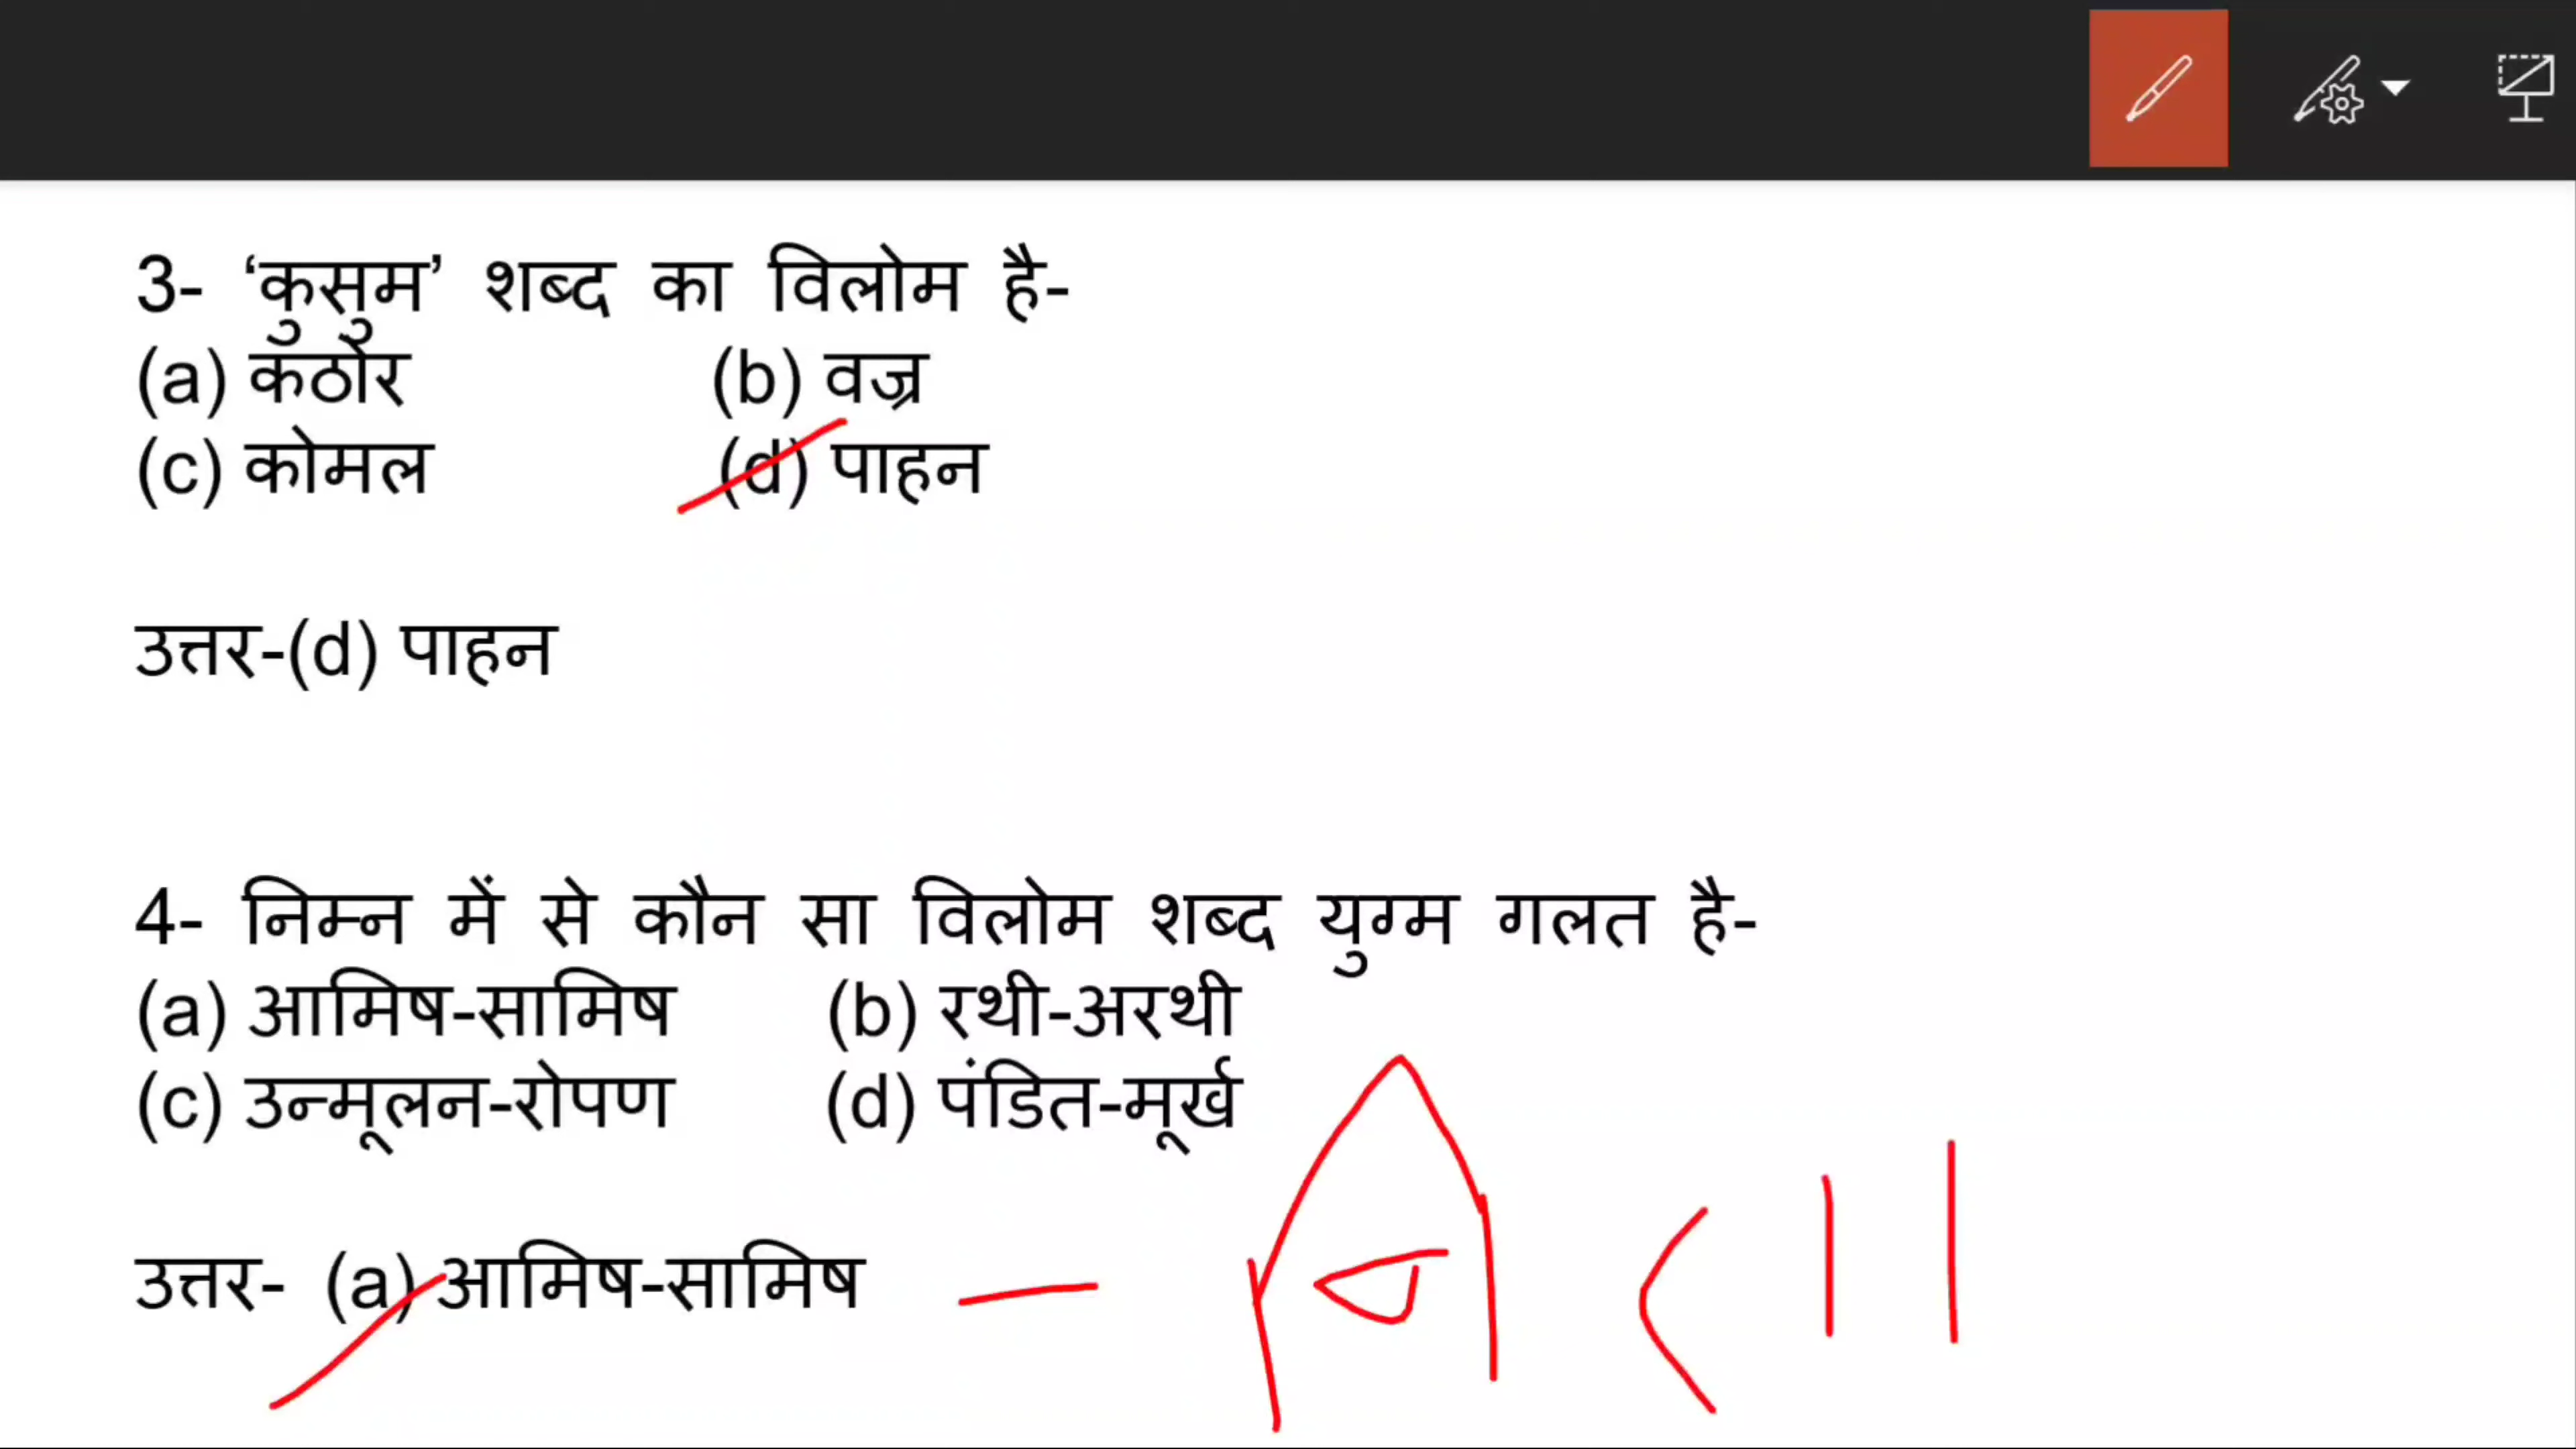 3- ‘कुसुम’ शब्द का विलोम है-
(a) कठोर (b) वज्र
(c) कोमल (d) पाहन
उत्तर-(d) पाहन
4- निम्न में से कौन सा विलोम शब्द युग्म गलत है-
(a) आमिष-सामिष (b) रथी-अरथी
(c) उन्मूलन-रोपण (d) पंडित-मूर्ख
उत्तर- (a) आमिष-सामिष